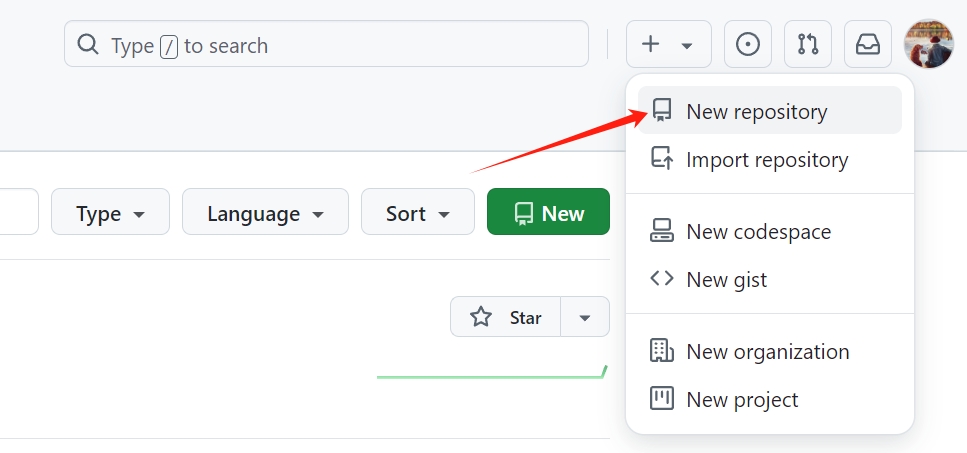 Type / to search
New repository
Import repository
Type
Language
Sort
New
New codespace
New gist
Star
New organization
New project